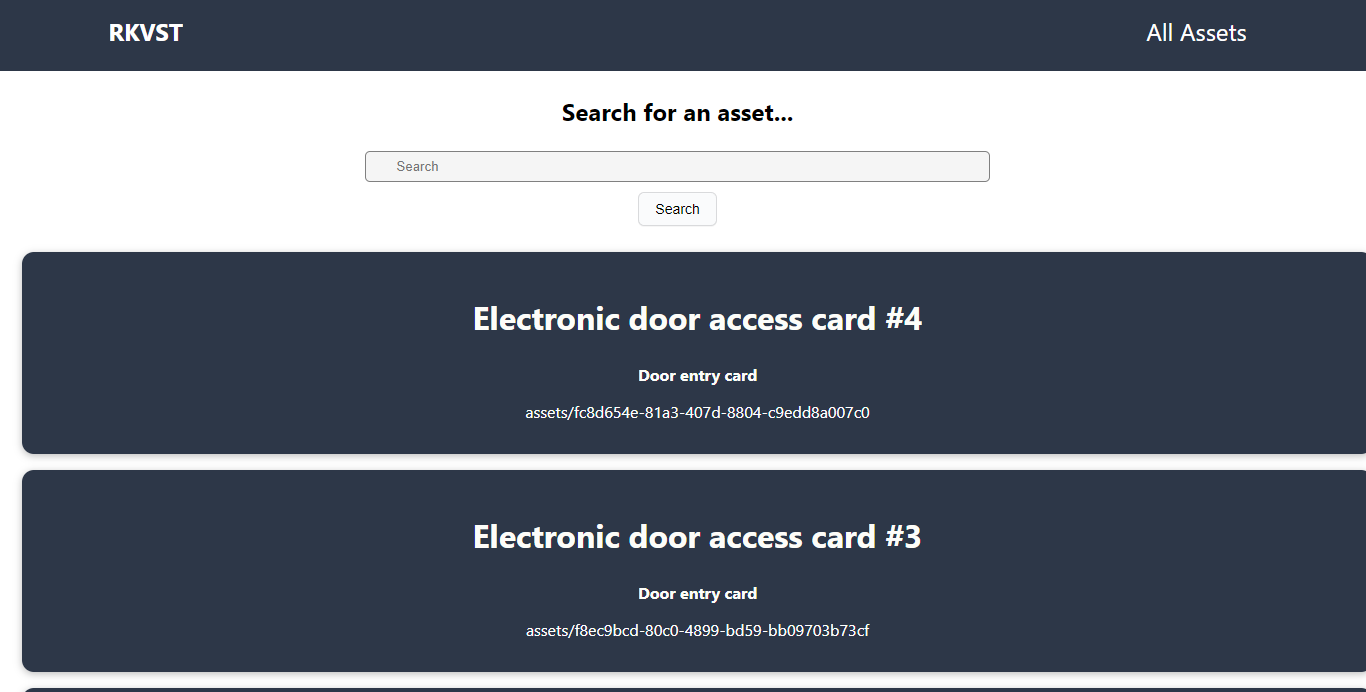 RKVST
All Assets
Search for an asset...
Search
Search
Electronic door access card #4
Door entry card
assets/fc8d654e-81a3-407d-8804-c9edd8a007c0
Electronic door access card #3
Door entry card
assets/f8ec9bcd-80c0-4899-bd59-bb09703b73cf